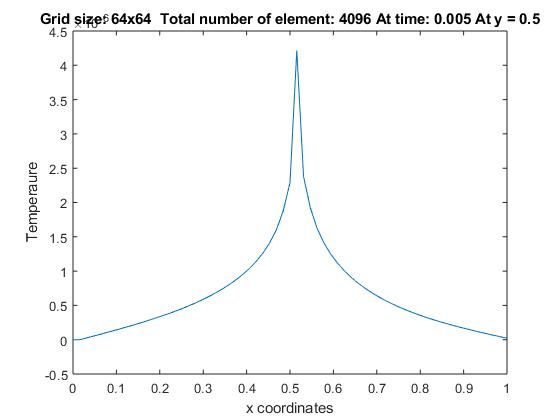 Grid size: 64x64 Total number of element: 4096 At time: 0.005 At y = 0.5
4.5
4
3.5
3
2.5
2
1.5
1
0.5
0
-0.5
Temperaure
0 0.1 0.2 0.3 0.4 0.5 0.6 0.7 0.8 0.9 1
x coordinates